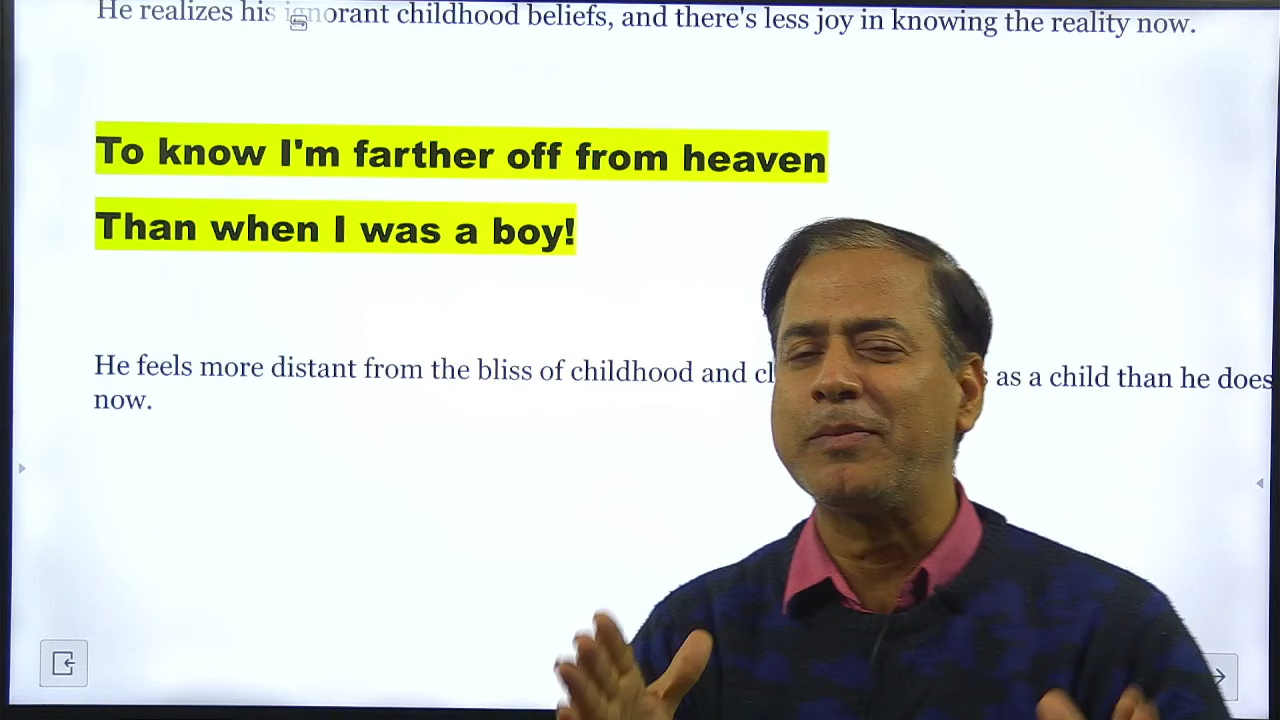 He realizes his ignorant childhood beliefs, and there's less joy in knowing the reality now.
To know I'm farther off from heaven
Than when I was a boy!
He feels more distant from the bliss of childhood and as a child than he does
now.